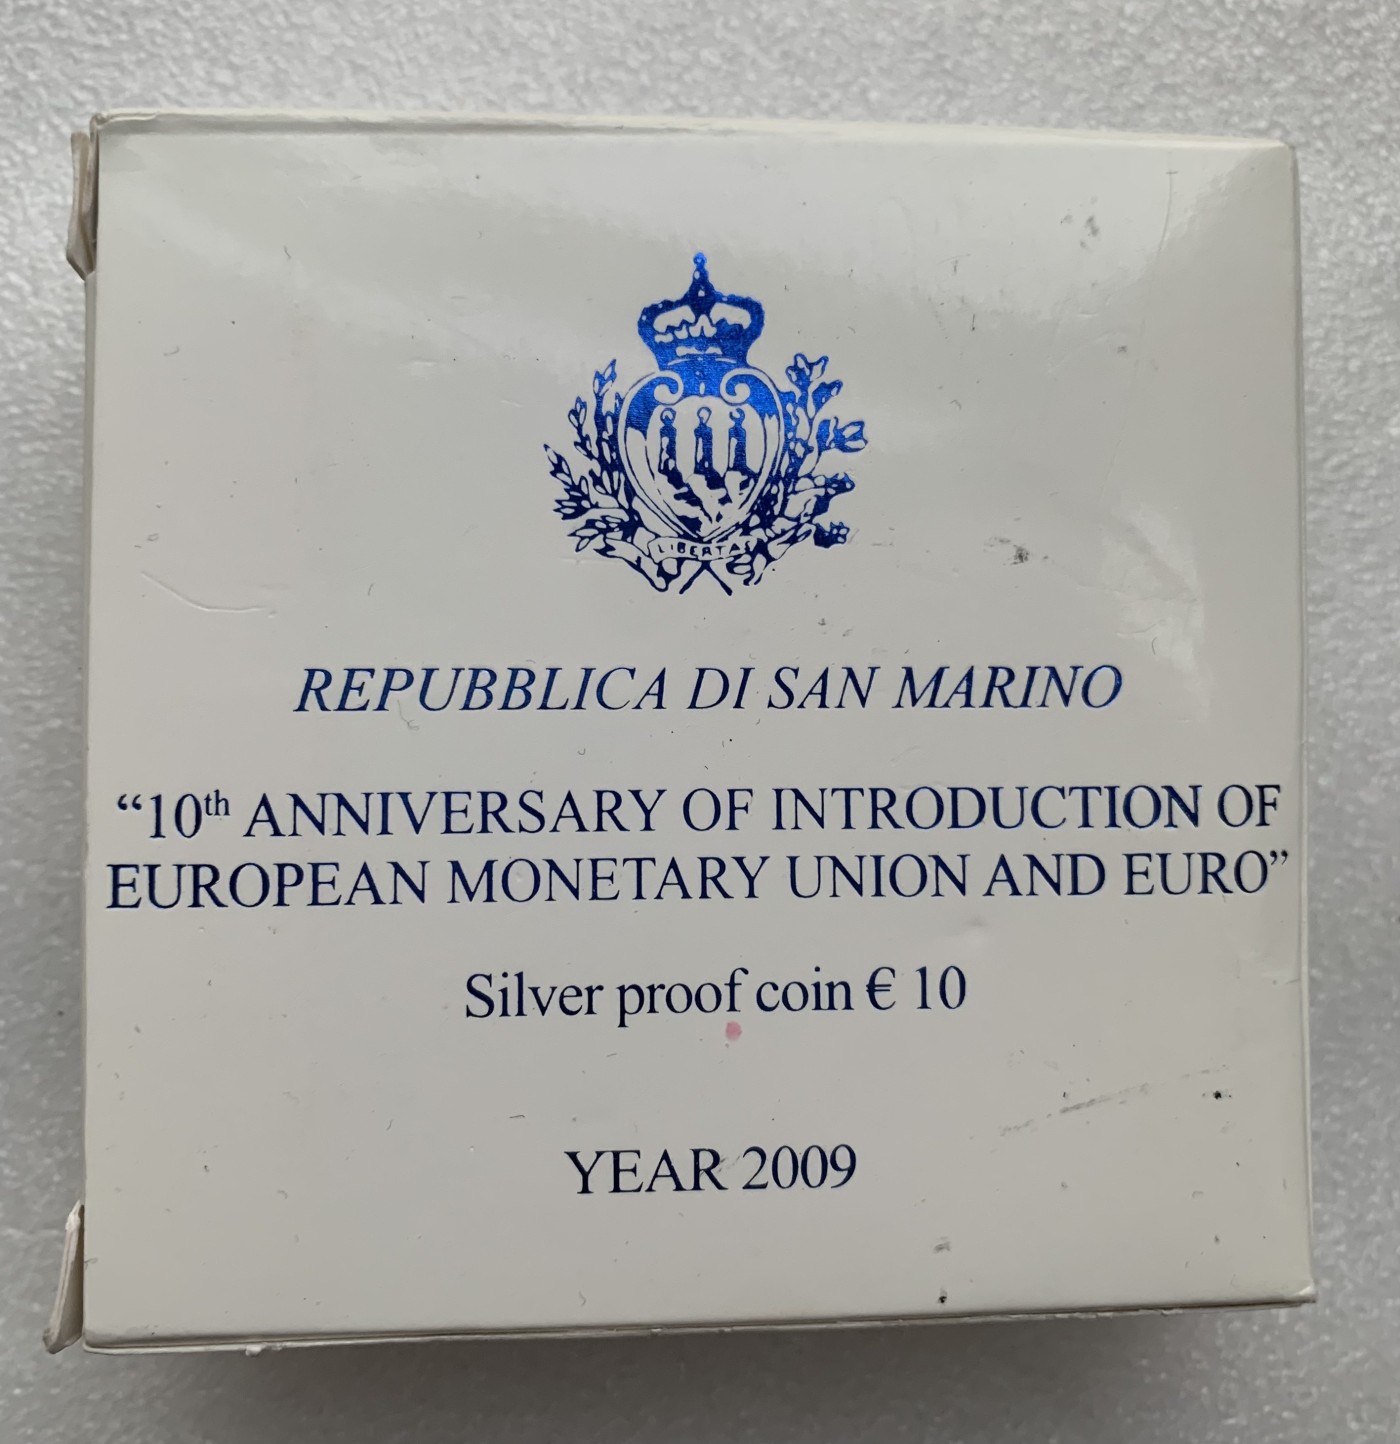 LIBERTAS
REPUBBLICA DI SAN MARINO
“10th ANNIVERSARY OF INTRODUCTION OF
EUROPEAN MONETARY UNION AND EURO”
Silver proof coin € 10
YEAR 2009